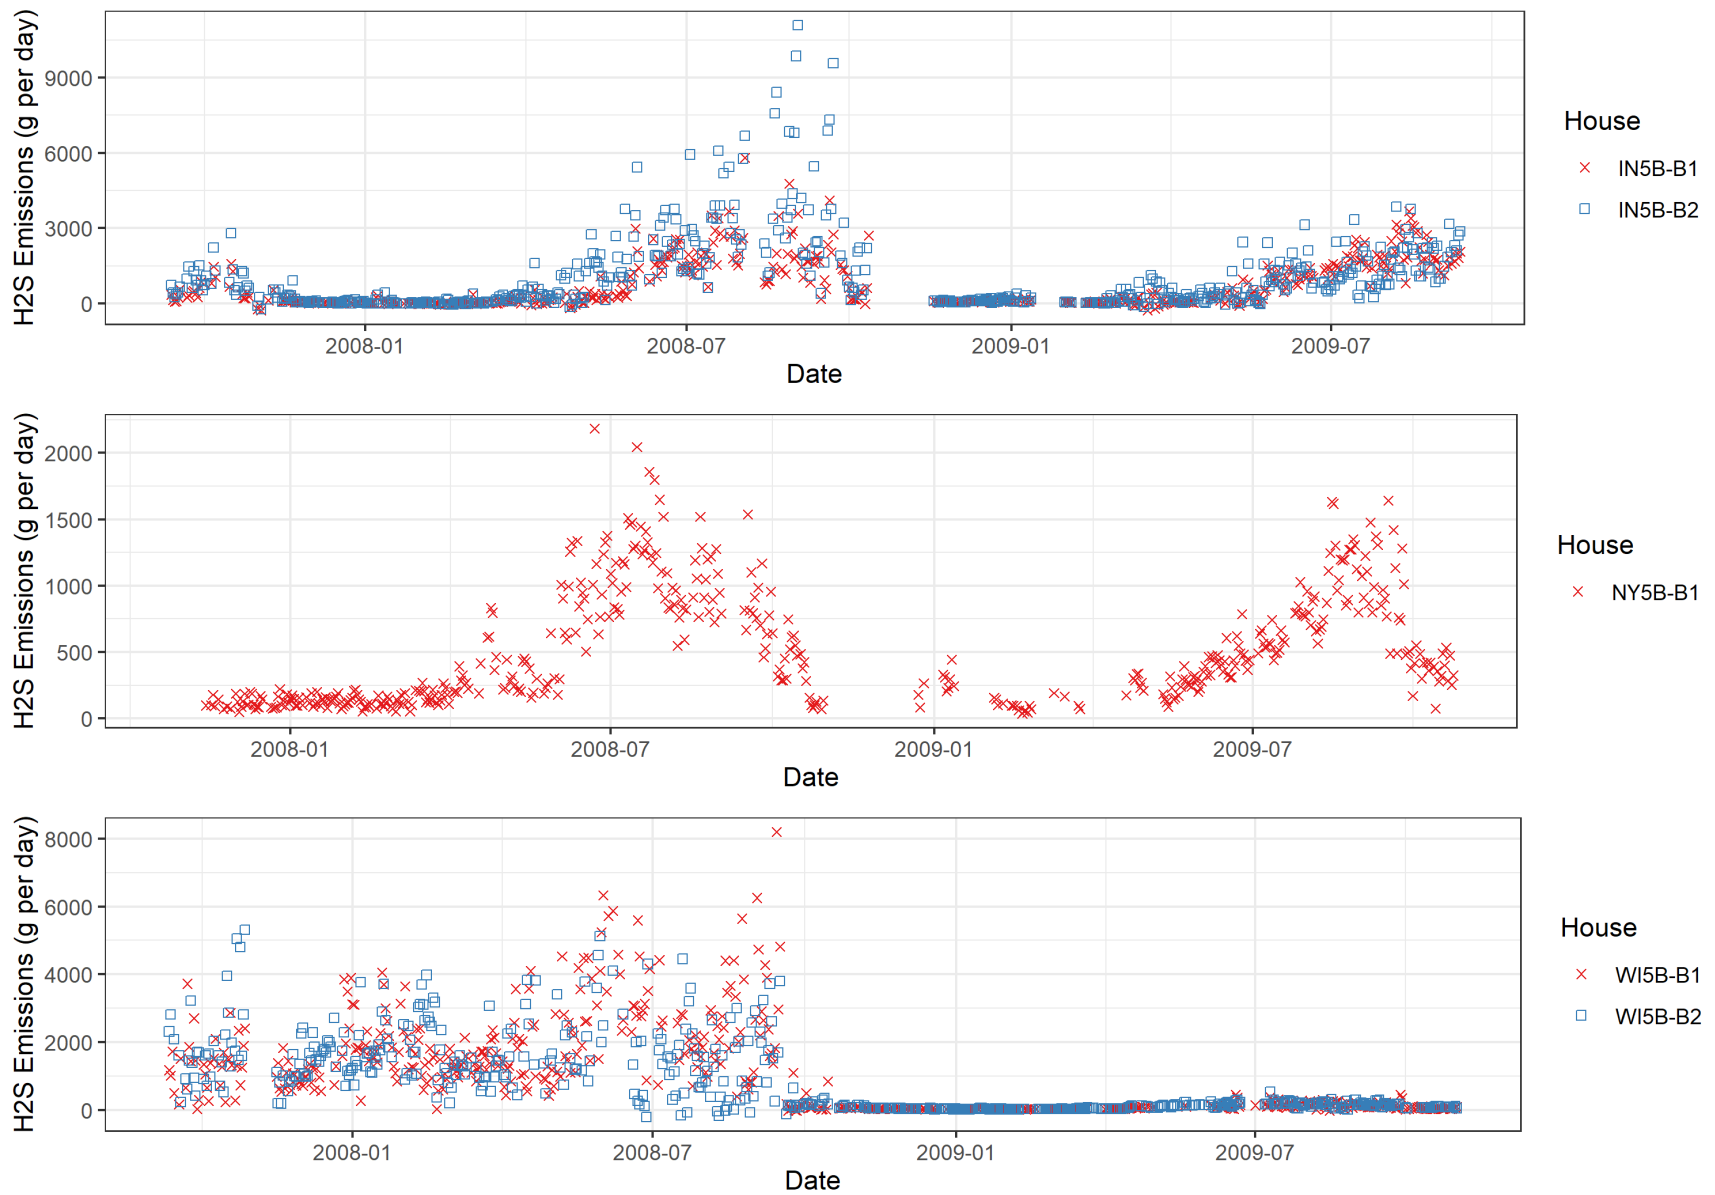 H2S Emissions (g per day)
9000
6000
3000
0
2008-01
2008-07
2009-01
2009-07
Date
House
IN5B-B1
IN5B-B2
H2S Emissions (g per day)
2000
1500
1000
500
0
2008-01
2008-07
2009-01
2009-07
Date
House
NY5B-B1
H2S Emissions (g per day)
8000
6000
4000
2000
0
2008-01
2008-07
2009-01
2009-07
Date
House
WI5B-B1
WI5B-B2